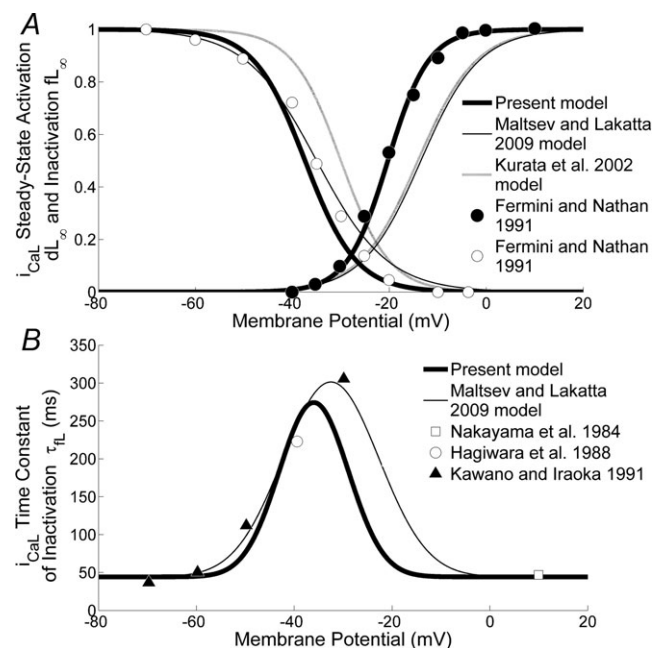 A
i_CaL Steady-State Activation
dL∞ and Inactivation fL∞
1
0.8
0.6
0.4
0.2
0
-80 -60 -40 -20 0 20
Membrane Potential (mV)
Present model
Maltsev and Lakatta
2009 model
Kurata et al. 2002
model
Fermini and Nathan
1991
Fermini and Nathan
1991
B
i_CaL Time Constant
of Inactivation τ_fL (ms)
350
300
250
200
150
100
50
0
-80 -60 -40 -20 0 20
Membrane Potential (mV)
Present model
Maltsev and Lakatta
2009 model
Nakayama et al. 1984
Hagiwara et al. 1988
Kawano and Iraoka 1991